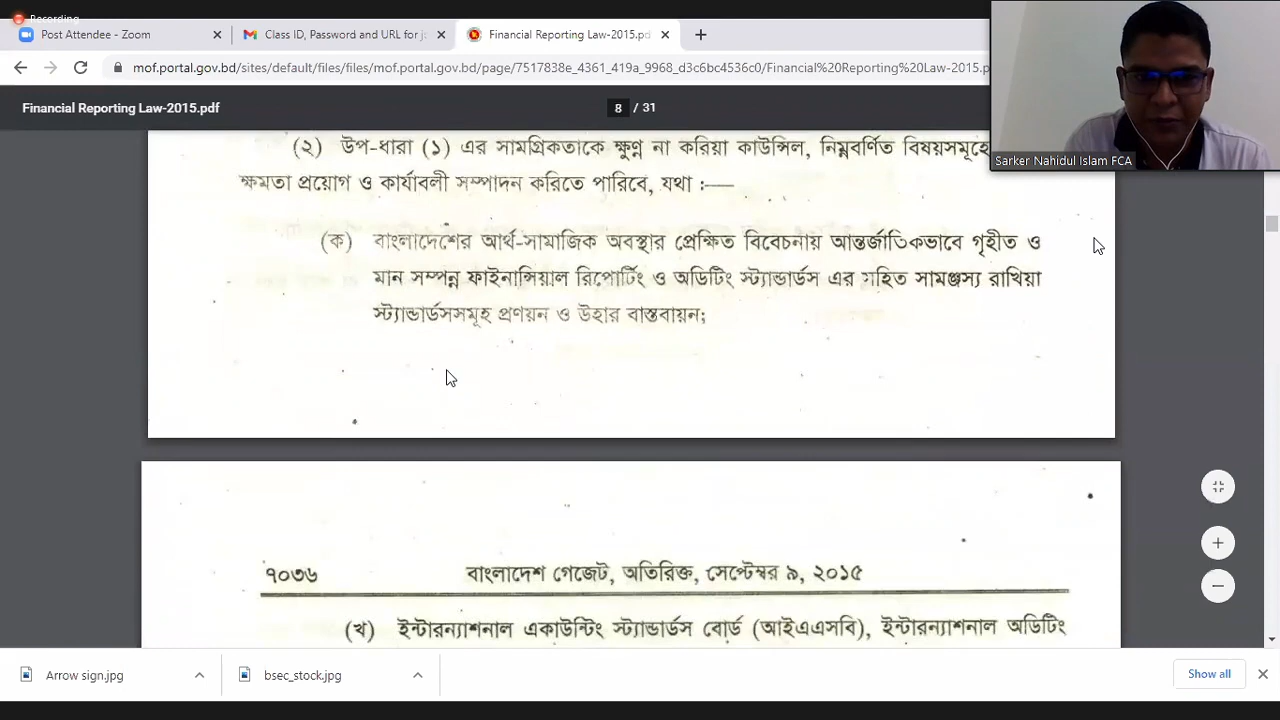 Recording
Post Attendee - Zoom
Class ID, Password and URL for j
Financial Reporting Law-2015.pd
mof.portal.gov.bd/sites/default/files/files/mof.portal.gov.bd/page/7517838e_4361_419a_9968_d3c6bc4536c0/Financial%20Reporting%20Law-2015.p
Financial Reporting Law-2015.pdf
8 / 31
Sarker Nahidul Islam FCA
(২) উপ-ধারা (১) এর সামগ্রিকতাকে ক্ষুণ্ণ না করিয়া কাউন্সিল, নিম্নবর্ণিত বিষয়সমূহে
ক্ষমতা প্রয়োগ ও কার্যাবলী সম্পাদন করিতে পারিবে, যথা :—
(ক) বাংলাদেশের আর্থ-সামাজিক অবস্থার প্রেক্ষিত বিবেচনায় আন্তর্জাতিকভাবে গৃহীত ও
মান সম্পন্ন ফাইনান্সিয়াল রিপোর্টিং ও অডিটিং স্ট্যান্ডার্ডস এর সহিত সামঞ্জস্য রাখিয়া
স্ট্যান্ডার্ডসসমূহ প্রণয়ন ও উহার বাস্তবায়ন;
৭০৩৬
বাংলাদেশ গেজেট, অতিরিক্ত, সেপ্টেম্বর ৯, ২০১৫
(খ) ইন্টারন্যাশনাল একাউন্টিং স্ট্যান্ডার্ডস বোর্ড (আইএএসবি), ইন্টারন্যাশনাল অডিটিং
Arrow sign.jpg
bsec_stock.jpg
Show all